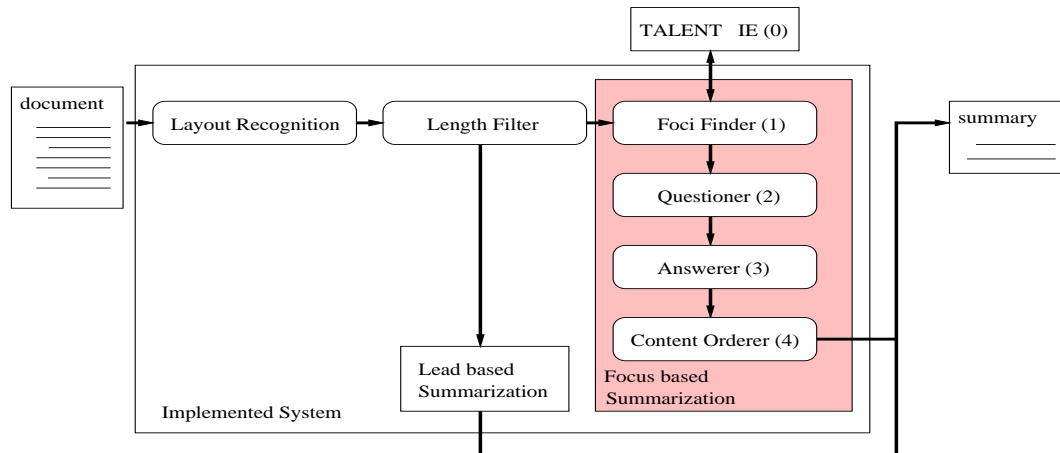 TALENT IE (0)
document
Layout Recognition
Length Filter
Foci Finder (1)
summary
Questioner (2)
Answerer (3)
Content Orderer (4)
Lead based
Summarization
Focus based
Summarization
Implemented System